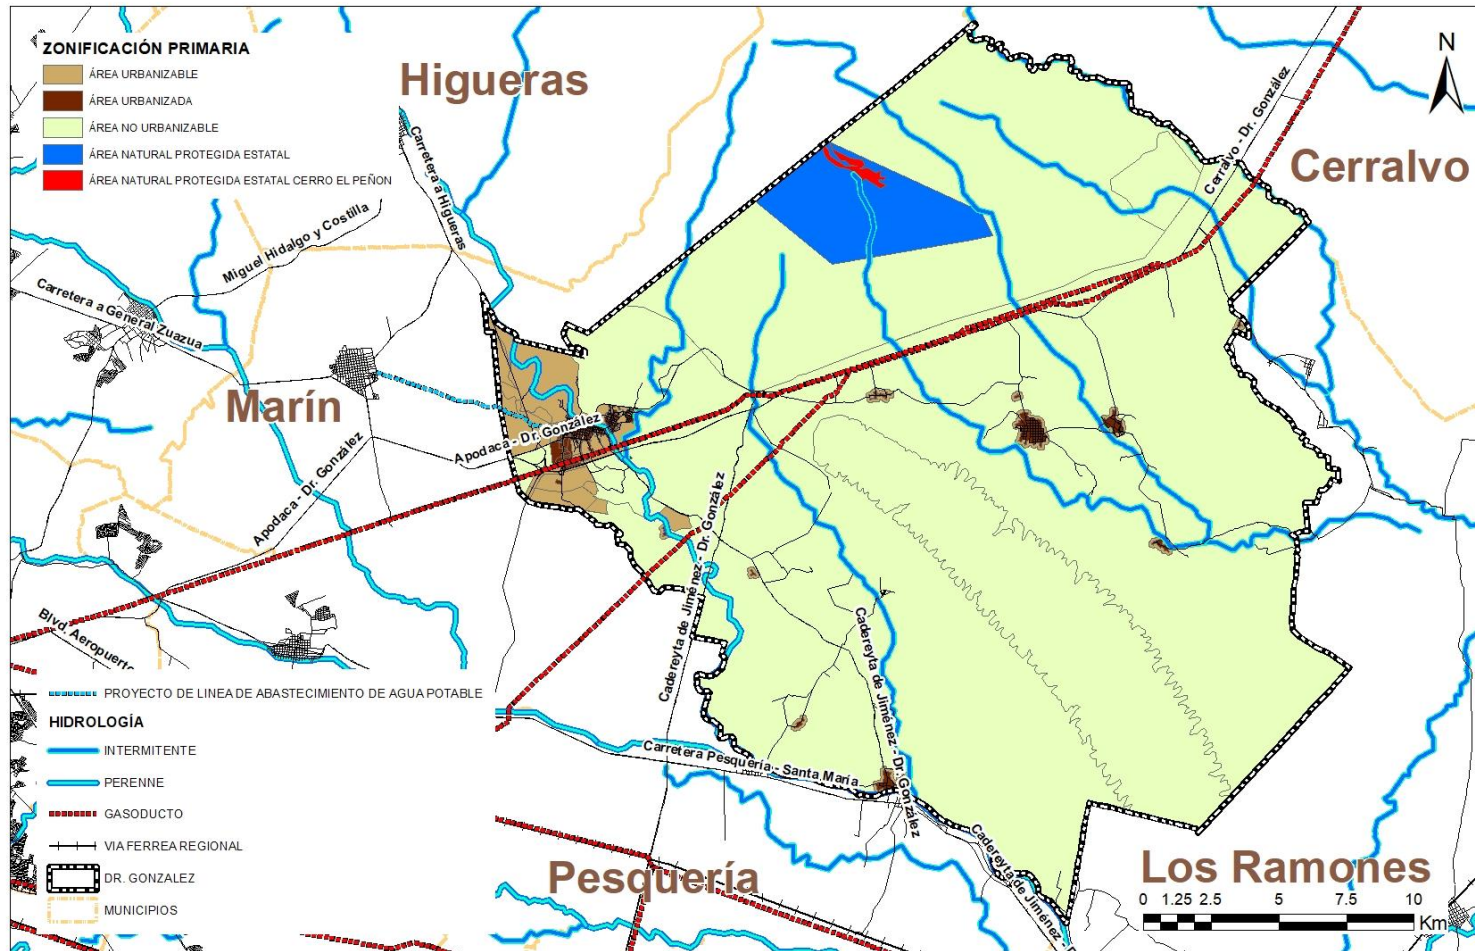 ZONIFICACIÓN PRIMARIA
ÁREA URBANIZABLE
ÁREA URBANIZADA
ÁREA NO URBANIZABLE
ÁREA NATURAL PROTEGIDA ESTATAL
ÁREA NATURAL PROTEGIDA ESTATAL CERRO EL PEÑON
Higueras
N
Cerralvo
Cerralvo - Dr. González
Carretera a Higueras
Miguel Hidalgo y Costilla
Carretera a General Zuazua
Marín
Apodaca - Dr. González
Apodaca - Dr. González
Blvd. Aeropuerto
Cadereyta de Jiménez - Dr. González
Cadereyta de Jiménez - Dr. González
Carretera Pesquería - Santa María
Cadereyta de Jiménez -
PROYECTO DE LINEA DE ABASTECIMIENTO DE AGUA POTABLE
HIDROLOGÍA
INTERMITENTE
PERENNE
GASODUCTO
VIA FERREA REGIONAL
DR. GONZALEZ
MUNICIPIOS
Pesquería
Los Ramones
0 1.25 2.5 5 7.5 10
Km